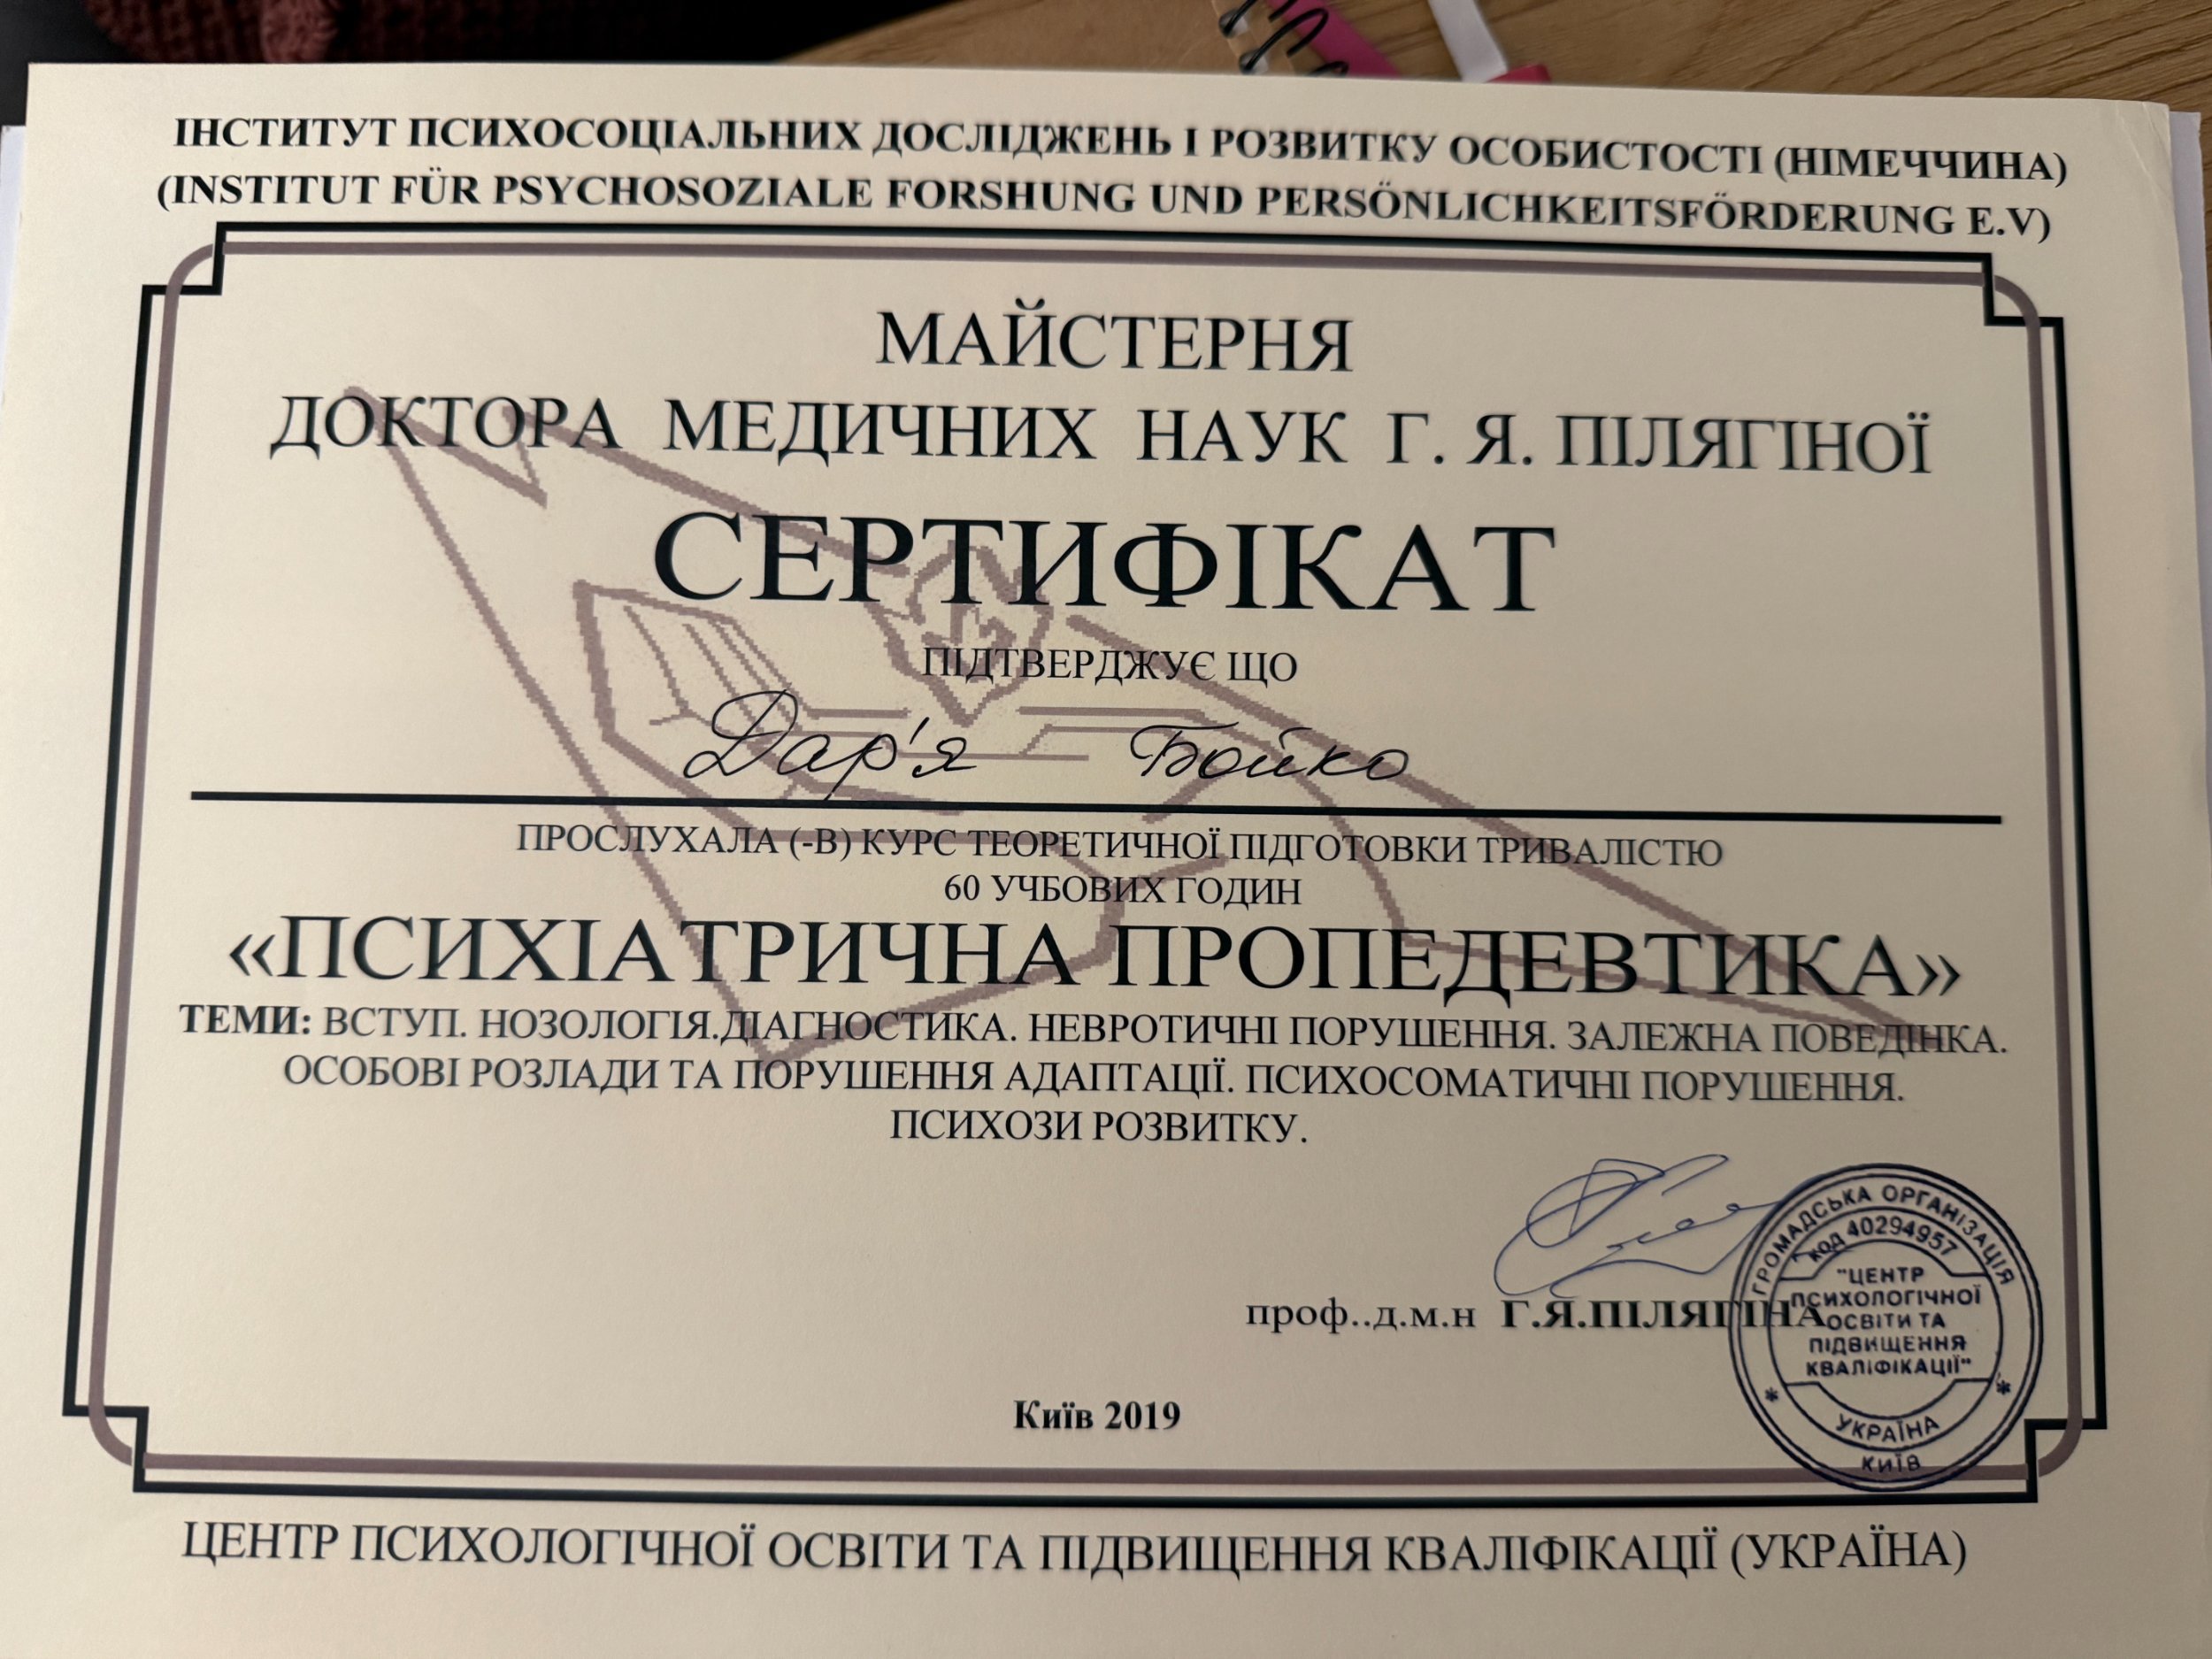 ІНСТИТУТ ПСИХОСОЦІАЛЬНИХ ДОСЛІДЖЕНЬ І РОЗВИТКУ ОСОБИСТОСТІ (НІМЕЧЧИНА)
(INSTITUT FÜR PSYCHOSOZIALE FORSHUNG UND PERSÖNLICHKEITSFÖRDERUNG E.V)
МАЙСТЕРНЯ
ДОКТОРА МЕДИЧНИХ НАУК Г. Я. ПІЛЯГІНОЇ
СЕРТИФІКАТ
ПІДТВЕРДЖУЄ ЩО
Дар'я Бойко
ПРОСЛУХАЛА (-В) КУРС ТЕОРЕТИЧНОЇ ПІДГОТОВКИ ТРИВАЛІСТЮ
60 УЧБОВИХ ГОДИН
«ПСИХІАТРИЧНА ПРОПЕДЕВТИКА»
ТЕМИ: ВСТУП. НОЗОЛОГІЯ.ДІАГНОСТИКА. НЕВРОТИЧНІ ПОРУШЕННЯ. ЗАЛЕЖНА ПОВЕДІНКА.
ОСОБОВІ РОЗЛАДИ ТА ПОРУШЕННЯ АДАПТАЦІЇ. ПСИХОСОМАТИЧНІ ПОРУШЕННЯ.
ПСИХОЗИ РОЗВИТКУ.
проф..д.м.н Г.Я.ПІЛЯГІНА
ГРОМАДСЬКА ОРГАНІЗАЦІЯ
код 40294957
"ЦЕНТР
ПСИХОЛОГІЧНОЇ
ОСВІТИ ТА
ПІДВИЩЕННЯ
КВАЛІФІКАЦІЇ"
УКРАЇНА
КИЇВ
Київ 2019
ЦЕНТР ПСИХОЛОГІЧНОЇ ОСВІТИ ТА ПІДВИЩЕННЯ КВАЛІФІКАЦІЇ (УКРАЇНА)